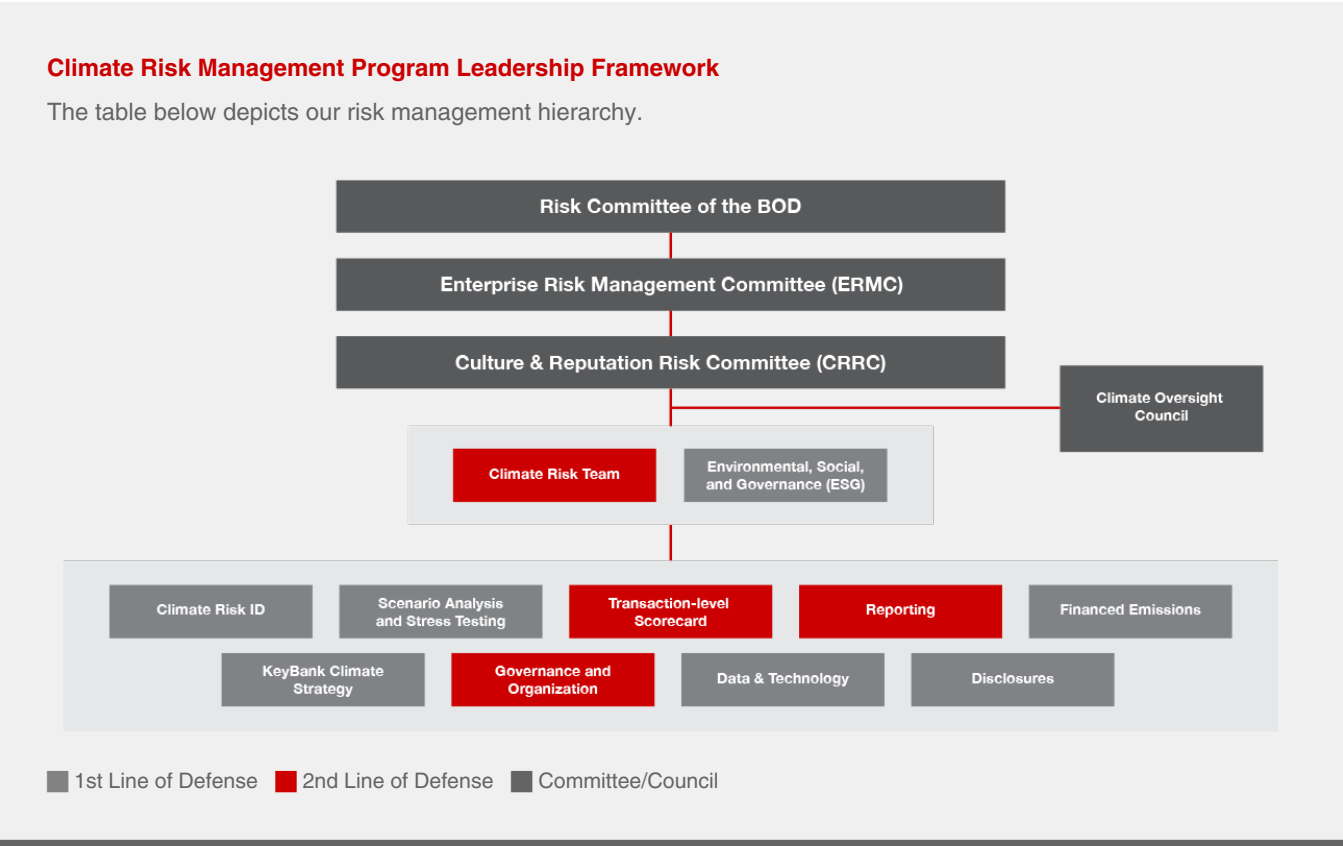 Climate Risk Management Program Leadership Framework
The table below depicts our risk management hierarchy.
Risk Committee of the BOD
Enterprise Risk Management Committee (ERMC)
Culture & Reputation Risk Committee (CRRC)
Climate Oversight
Council
Climate Risk Team
Environmental, Social,
and Governance (ESG)
Climate Risk ID
Scenario Analysis
and Stress Testing
Transaction-level
Scorecard
Reporting
Financed Emissions
KeyBank Climate
Strategy
Governance and
Organization
Data & Technology
Disclosures
1st Line of Defense 2nd Line of Defense Committee/Council